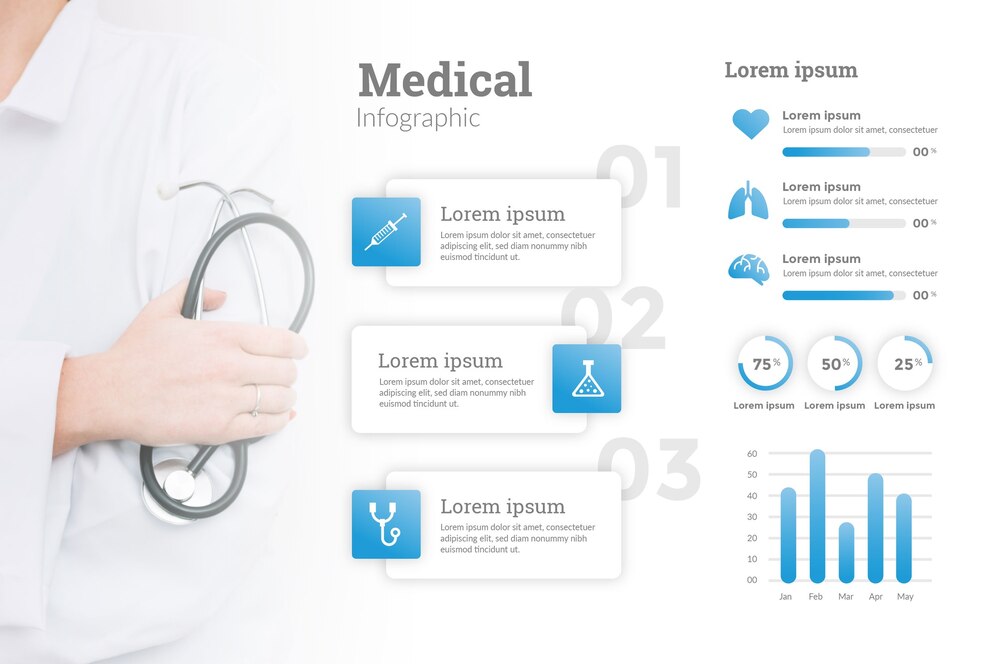 Medical
Infographic
01
Lorem ipsum
Lorem ipsum dolor sit amet, consectetuer
adipiscing elit, sed diam nonummy nibh
euismod tincidunt ut.
02
Lorem ipsum
Lorem ipsum dolor sit amet, consectetuer
adipiscing elit, sed diam nonummy nibh
euismod tincidunt ut.
03
Lorem ipsum
Lorem ipsum dolor sit amet, consectetuer
adipiscing elit, sed diam nonummy nibh
euismod tincidunt ut.
Lorem ipsum
Lorem ipsum
Lorem ipsum dolor sit amet, consectetuer
00 %
Lorem ipsum
Lorem ipsum dolor sit amet, consectetuer
00 %
Lorem ipsum
Lorem ipsum dolor sit amet, consectetuer
00 %
75% 50% 25%
Lorem ipsum Lorem ipsum Lorem ipsum
60
50
40
30
20
10
00
Jan Feb Mar Apr May